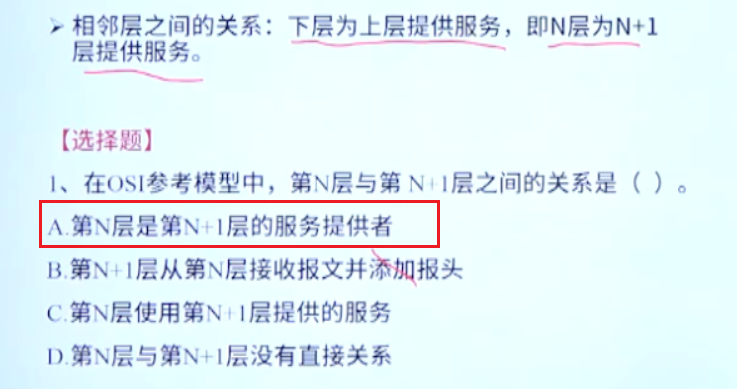 ➢ 相邻层之间的关系：下层为上层提供服务，即N层为N+1
层提供服务。
【选择题】
1、在OSI参考模型中，第N层与第 N+1层之间的关系是（ ）。
A.第N层是第N+1层的服务提供者
B.第N+1层从第N层接收报文并添加报头
C.第N层使用第N+1层提供的服务
D.第N层与第N+1层没有直接关系